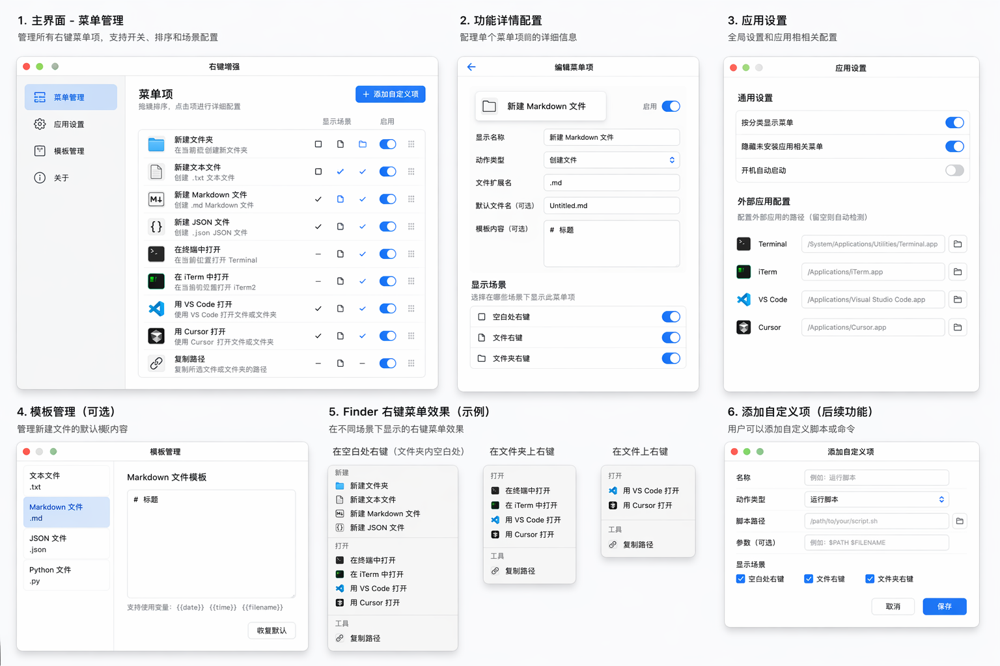 1. 主界面 - 菜单管理
管理所有右键菜单项，支持开关、排序和场景配置
右键增强
菜单管理
应用设置
模板管理
关于
菜单项
排序，点击项进行详细配置
添加自定义项
显示场景 启用
新建文件夹
在当前 创建新文件夹
新建文本文件
创建 .txt 文本文件
新建 Markdown 文件
创建 .md Markdown 文件
新建 JSON 文件
创建 .json JSON 文件
在终端中打开
在当前位置打开 Terminal
在 iTerm 中打开
在当前 打开 iTerm2
用 VS Code 打开
使用 VS Code 打开文件或文件夹
用 Cursor 打开
使用 Cursor 打开文件或文件夹
复制路径
复制所选文件或文件夹的路径
2. 功能详情配置
管理单个菜单项 的详细信息
编辑菜单项
新建 Markdown 文件
启用
显示名称
新建 Markdown 文件
动作类型
创建文件
文件扩展名
.md
默认文件名（可选）
Untitled.md
模板内容（可选）
# 标题
显示场景
选择在哪些场景下显示此菜单项
空白处右键
文件右键
文件夹右键
3. 应用设置
全局设置和应用相相关配置
应用设置
通用设置
按分类显示菜单
隐藏未安装应用相关菜单
开机自动启动
外部应用配置
配置外部应用的路径（留空则自动检测）
Terminal
/System/Applications/Utilities/Terminal.app
iTerm
/Applications/iTerm.app
VS Code
/Applications/Visual Studio Code.app
Cursor
/Applications/Cursor.app
4. 模板管理（可选）
管理新建文件的默认模板内容
模板管理
文本文件
.txt
Markdown 文件
.md
JSON 文件
.json
Python 文件
.py
Markdown 文件模板
# 标题
支持使用变量：{{date}} {{time}} {{filename}}
收复默认
5. Finder 右键菜单效果（示例）
在不同场景下显示的右键菜单效果
在空白处右键（文件夹内空白处）
新建
新建文件夹
新建文本文件
新建 Markdown 文件
新建 JSON 文件
打开
在终端中打开
在 iTerm 中打开
用 VS Code 打开
用 Cursor 打开
工具
复制路径
在文件夹上右键
打开
在终端中打开
在 iTerm 中打开
用 VS Code 打开
用 Cursor 打开
工具
复制路径
在文件上右键
打开
用 VS Code 打开
用 Cursor 打开
工具
复制路径
6. 添加自定义项（后续功能）
用户可以添加自定义脚本或命令
添加自定义项
名称
例如：运行脚本
动作类型
运行脚本
脚本路径
/path/to/your/script.sh
参数（可选）
例如：$PATH $FILENAME
显示场景
空白处右键 文件右键 文件夹右键
取消 保存